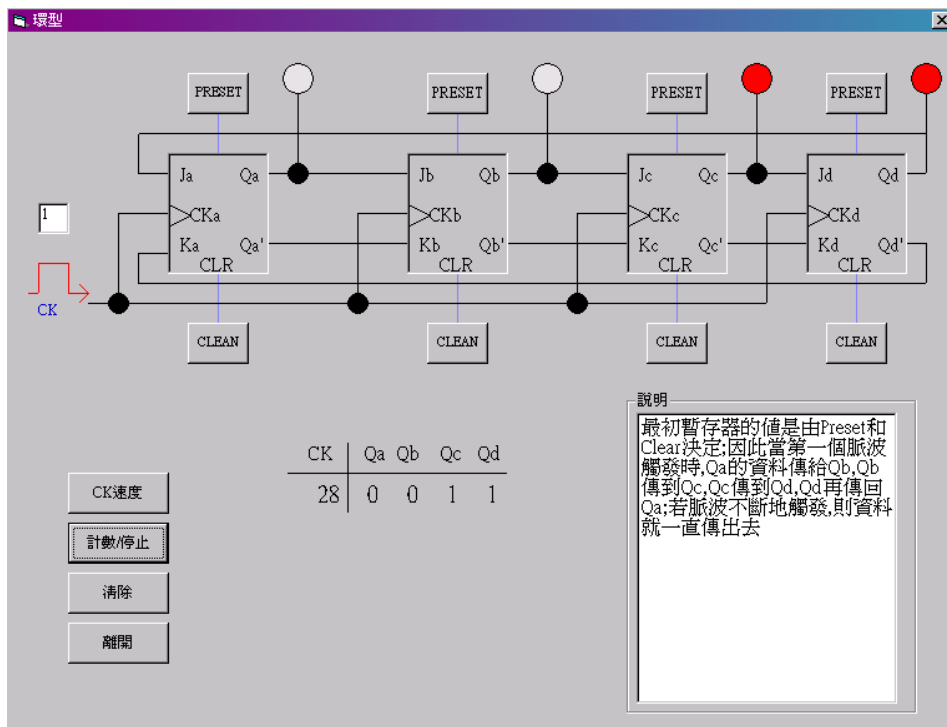 環型
PRESET PRESET PRESET PRESET
Ja Qa Jb Qb Jc Qc Jd Qd
1
CKa CKb CKc CKd
Ka Qa' Kb Qb' Kc Qc' Kd Qd'
CLR CLR CLR CLR
CK
CLEAN CLEAN CLEAN CLEAN
說明
最初暫存器的值是由Preset和
Clear決定;因此當第一個脈波
觸發時,Qa的資料傳給Qb,Qb
傳到Qc,Qc傳到Qd,Qd再傳回
Qa;若脈波不斷地觸發,則資料
就一直傳出去
CK Qa Qb Qc Qd
28 0 0 1 1
CK速度
計數/停止
清除
離開